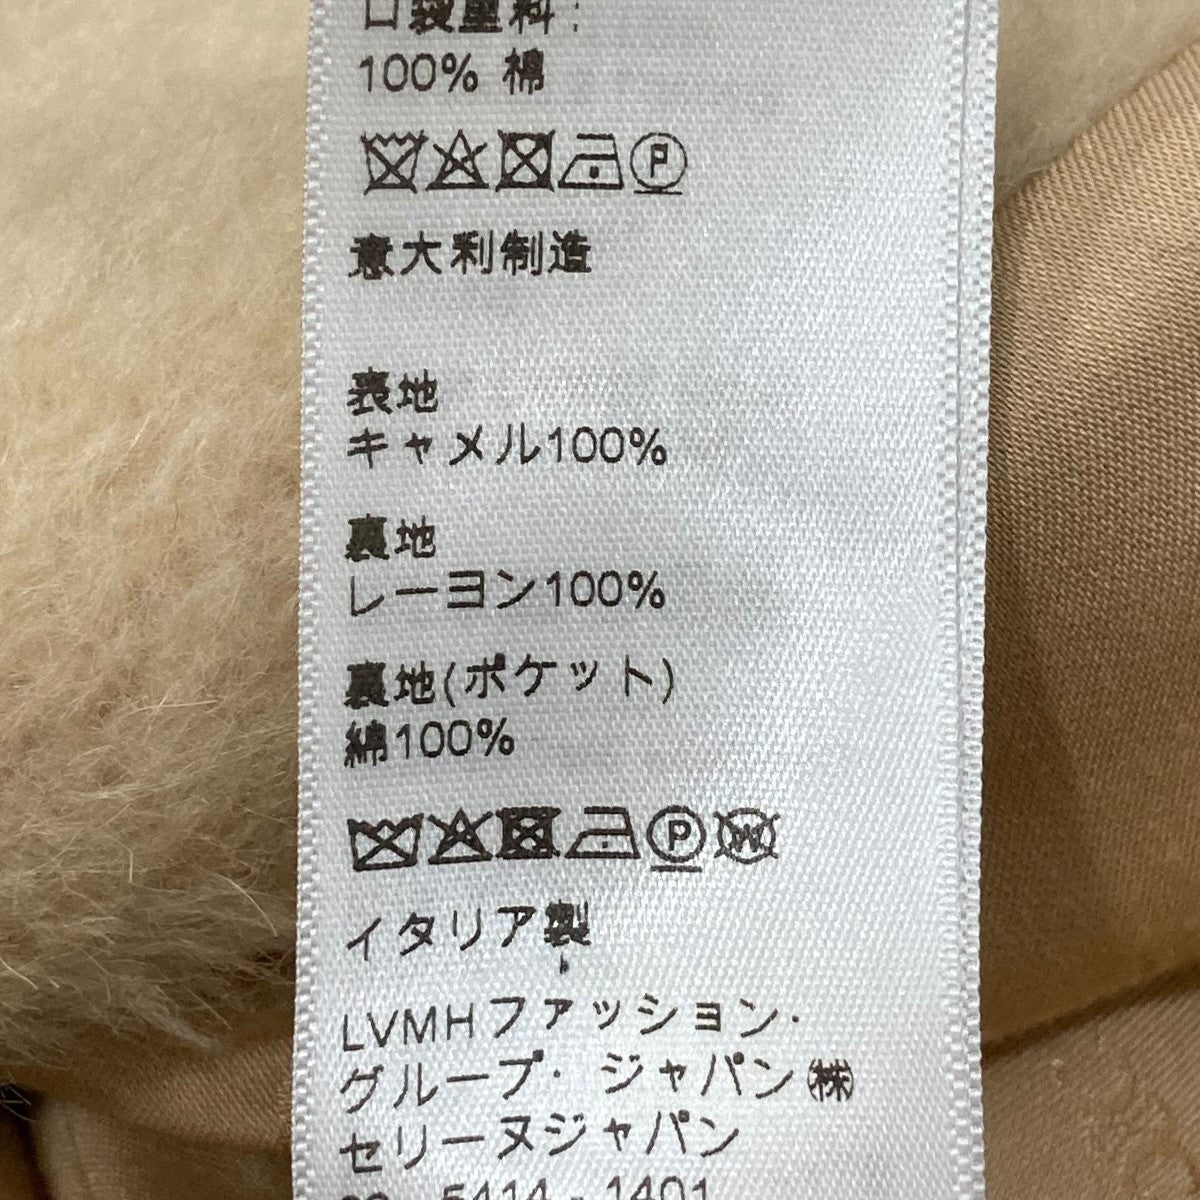 口袋里料:
100% 棉
P
意大利制造
表地
キャメル100%
裏地
レーヨン100%
裏地(ポケット)
綿100%
P W
イタリア製
LVMHファッション・
グループ・ジャパン㈱
セリーヌジャパン
5414-1401